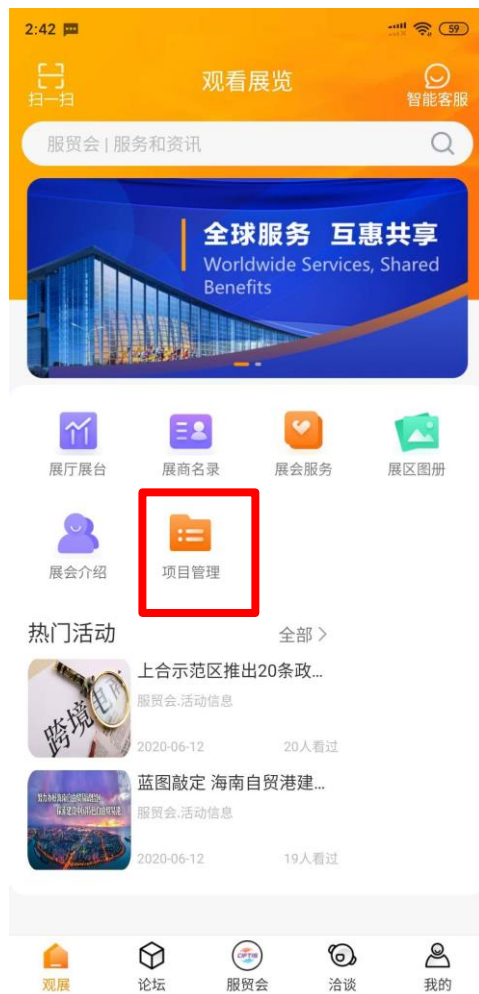 2:42
59
扫一扫
观看展览
智能客服
服贸会 | 服务和资讯
全球服务 互惠共享
Worldwide Services, Shared
Benefits
展厅展台
展商名录
展会服务
展区图册
展会介绍
项目管理
热门活动
全部 >
上合示范区推出20条政...
服贸会.活动信息
2020-06-12
20人看过
跨境电商
蓝图敲定 海南自贸港建...
服贸会.活动信息
2020-06-12
19人看过
观展
论坛
CIFTIS
服贸会
洽谈
我的